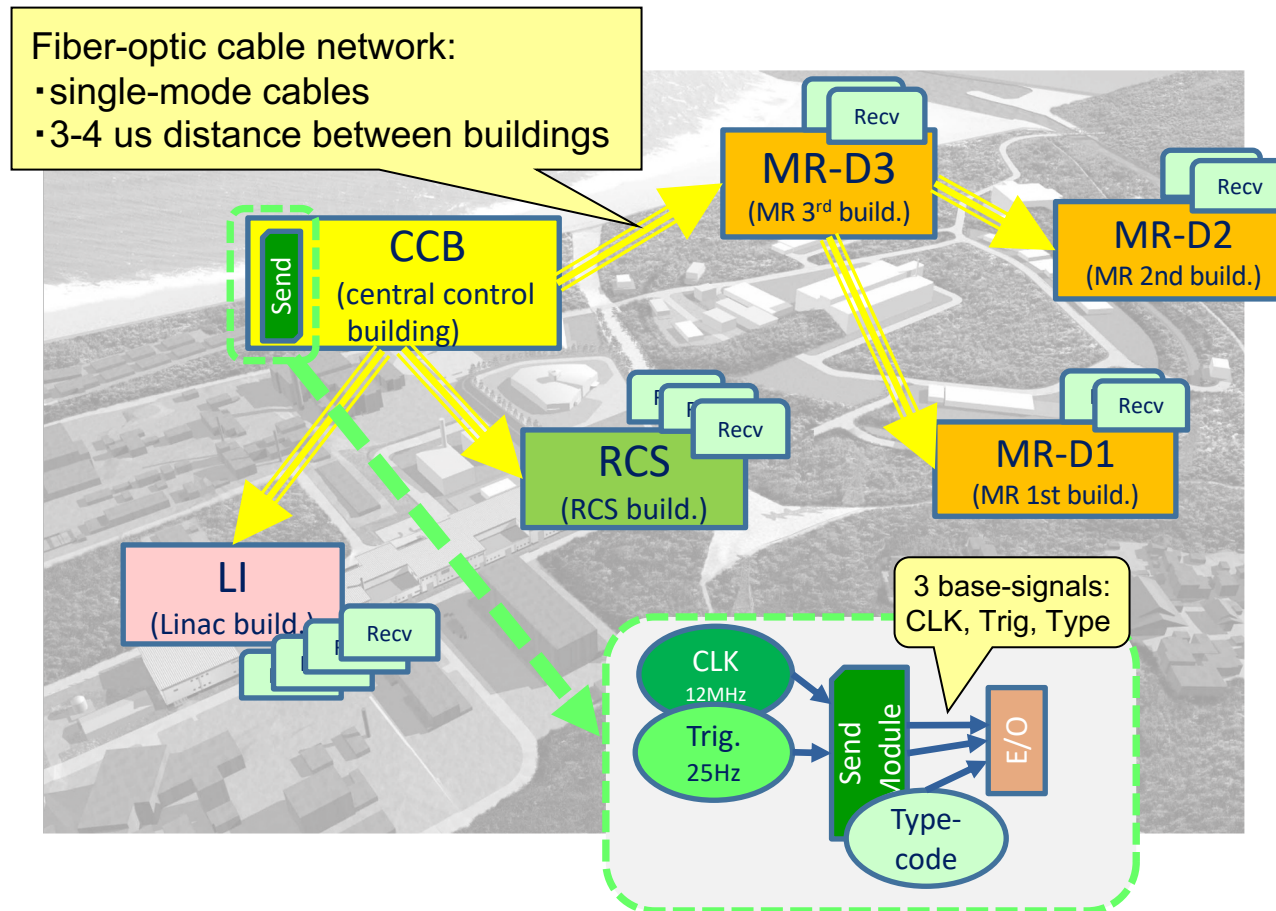 Fiber-optic cable network:
・single-mode cables
・3-4 us distance between buildings
Recv
MR-D3
(MR 3rd build.)
Recv
MR-D2
(MR 2nd build.)
Send
CCB
(central control
building)
Recv
RCS
(RCS build.)
Recv
MR-D1
(MR 1st build.)
LI
(Linac build.)
Recv
3 base-signals:
CLK, Trig, Type
CLK
12MHz
Trig.
25Hz
Send
Module
E/O
Type-
code